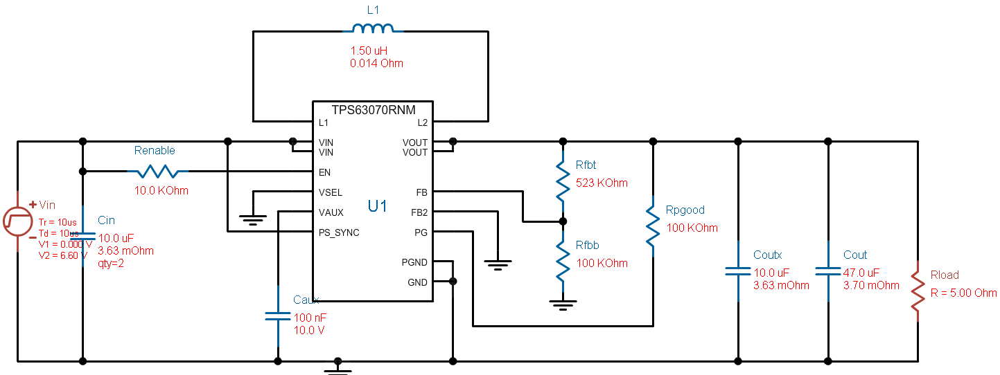 L1
1.50 uH
0.014 Ohm
TPS63070RNM
L1
L2
VIN
VIN
VOUT
VOUT
Renable
10.0 KOhm
EN
VSEL
VAUX
PS_SYNC
U1
FB
FB2
PG
PGND
GND
Rfbt
523 KOhm
Rfbb
100 KOhm
Rpgood
100 KOhm
+ Vin
Tr = 10us
Td = 10us
V1 = 0.000 V
V2 = 6.60 V
Cin
10.0 uF
3.63 mOhm
qty=2
Caux
100 nF
10.0 V
Coutx
10.0 uF
3.63 mOhm
Cout
47.0 uF
3.70 mOhm
Rload
R = 5.00 Ohm